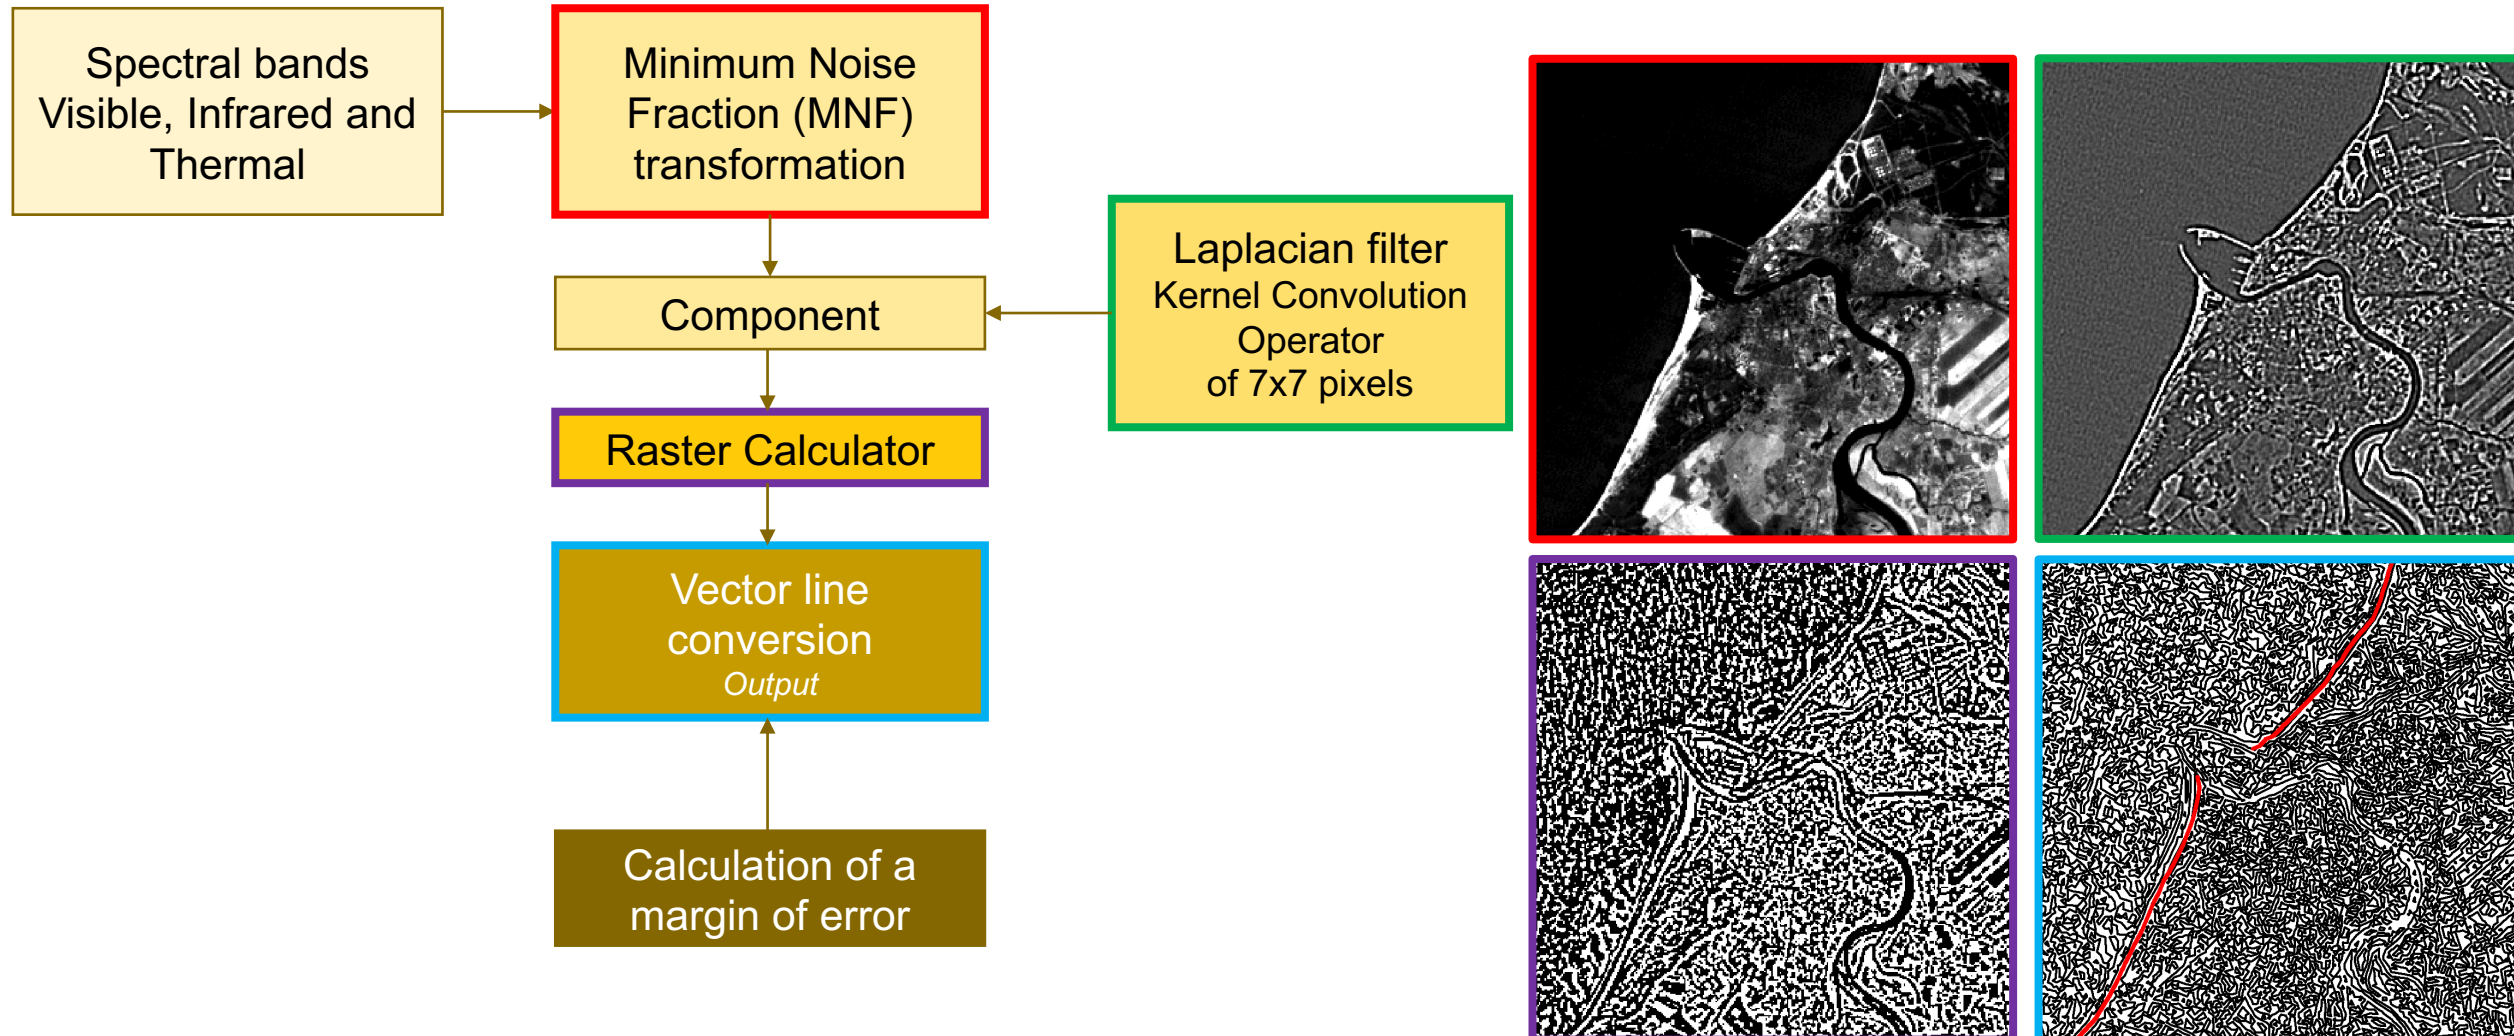 Spectral bands
Visible, Infrared and
Thermal
Minimum Noise
Fraction (MNF)
transformation
Component
Laplacian filter
Kernel Convolution
Operator
of 7x7 pixels
Raster Calculator
Vector line
conversion
Output
Calculation of a
margin of error